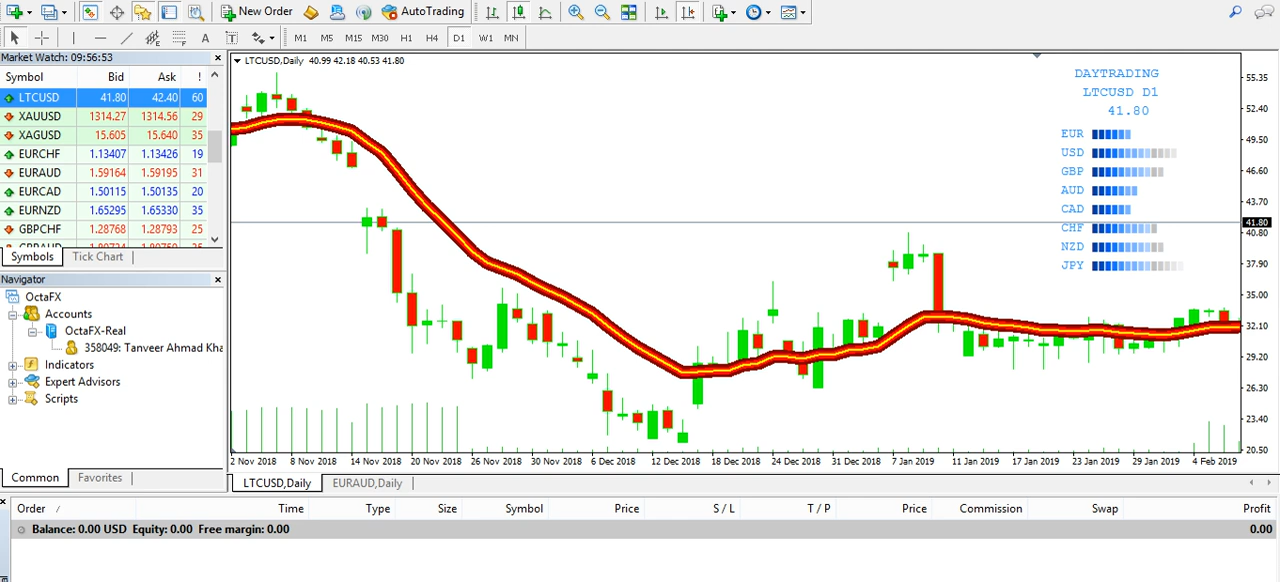 New Order AutoTrading
A T M1 M5 M15 M30 H1 H4 D1 W1 MN
Market Watch: 09:56:53
Symbol Bid Ask !
LTCUSD 41.80 42.40 60
XAUUSD 1314.27 1314.56 29
XAGUSD 15.605 15.640 35
EURCHF 1.13407 1.13426 19
EURAUD 1.59164 1.59195 31
EURCAD 1.50115 1.50135 20
EURNZD 1.65295 1.65330 35
GBPCHF 1.28768 1.28793 25
Symbols Tick Chart
Navigator
OctaFX
Accounts
OctaFX-Real
358049: Tanveer Ahmad Kha
Indicators
Expert Advisors
Scripts
Common Favorites
LTCUSD,Daily 40.99 42.18 40.53 41.80
DAYTRADING
LTCUSD D1
41.80
EUR
USD
GBP
AUD
CAD
CHF
NZD
JPY
55.35
52.40
49.50
46.60
43.70
41.80
40.80
37.90
35.00
32.10
29.20
26.30
23.40
20.50
2 Nov 2018 8 Nov 2018 14 Nov 2018 20 Nov 2018 26 Nov 2018 30 Nov 2018 6 Dec 2018 12 Dec 2018 18 Dec 2018 24 Dec 2018 31 Dec 2018 7 Jan 2019 11 Jan 2019 17 Jan 2019 23 Jan 2019 29 Jan 2019 4 Feb 2019
LTCUSD,Daily EURAUD,Daily
Order / Time Type Size Symbol Price S / L T / P Price Commission Swap Profit
Balance: 0.00 USD Equity: 0.00 Free margin: 0.00 0.00